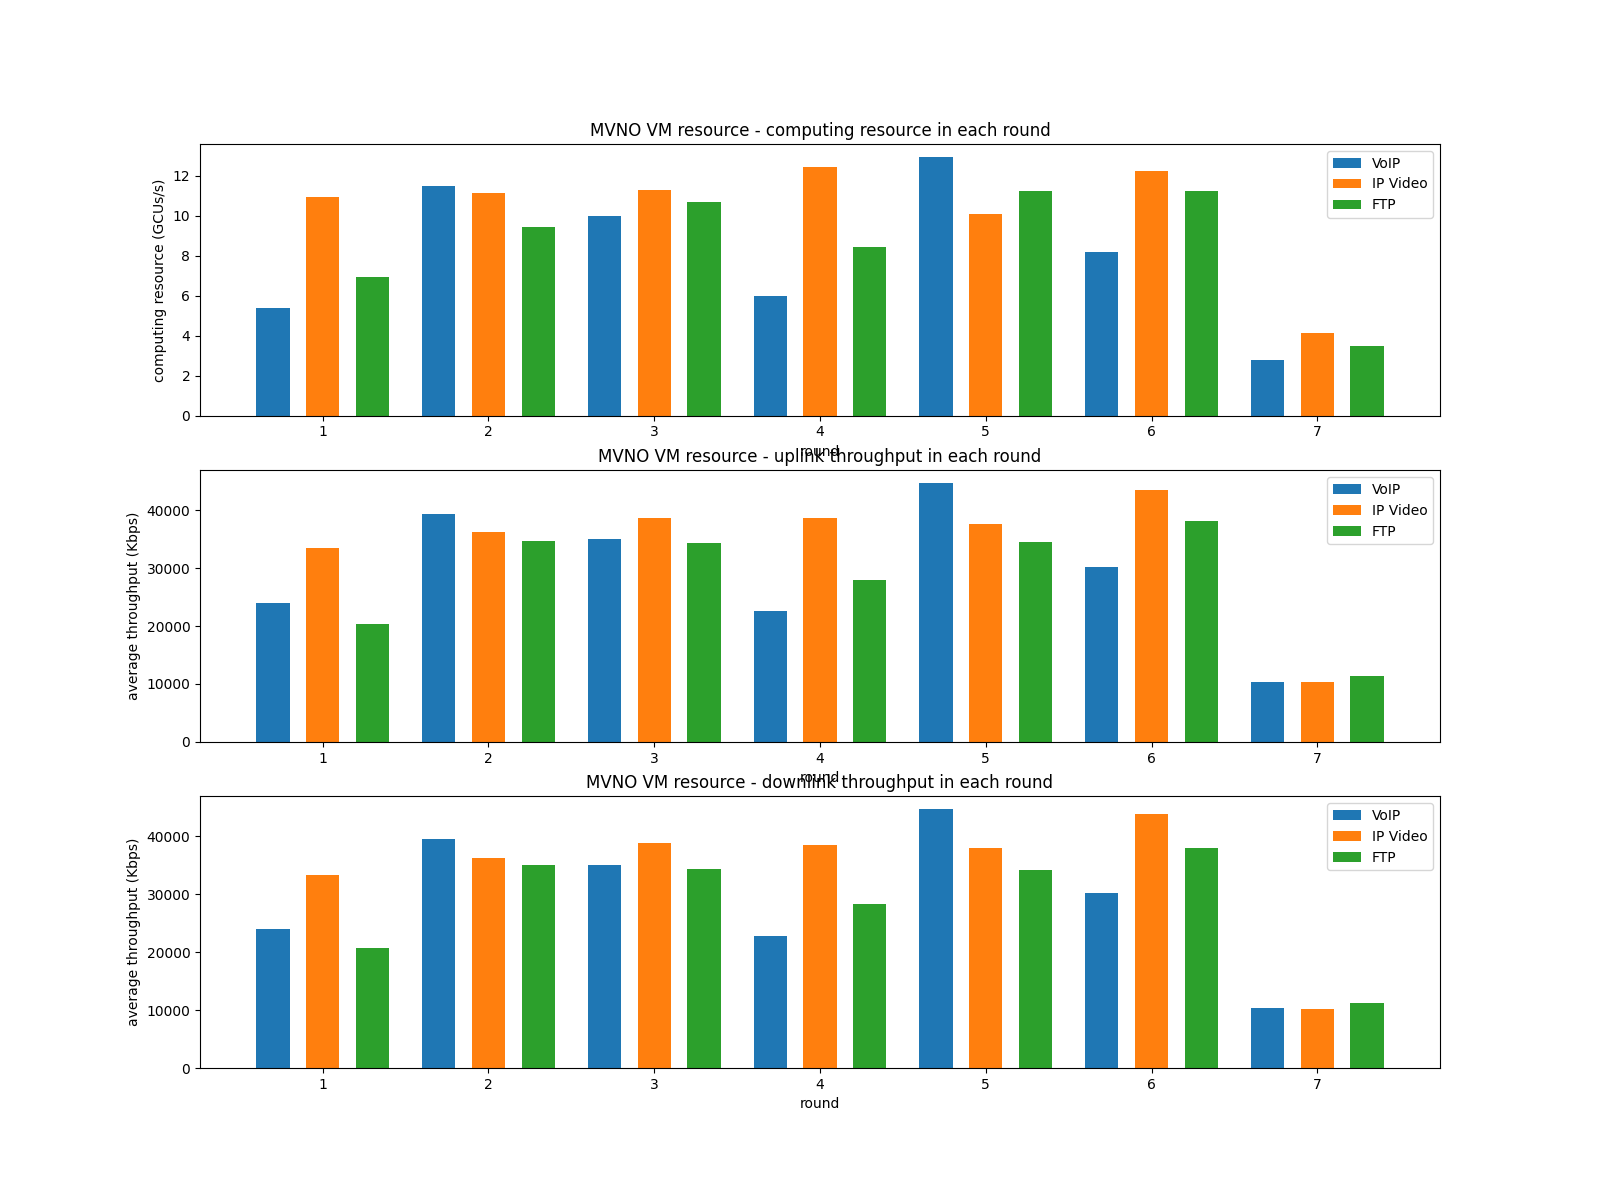 MVNO VM resource - computing resource in each round
computing resource (GCUs/s)
12
10
8
6
4
2
0
VoIP
IP Video
FTP
1 2 3 4 5 6 7
round
MVNO VM resource - uplink throughput in each round
average throughput (Kbps)
40000
30000
20000
10000
0
VoIP
IP Video
FTP
1 2 3 4 5 6 7
round
MVNO VM resource - downlink throughput in each round
average throughput (Kbps)
40000
30000
20000
10000
0
VoIP
IP Video
FTP
1 2 3 4 5 6 7
round